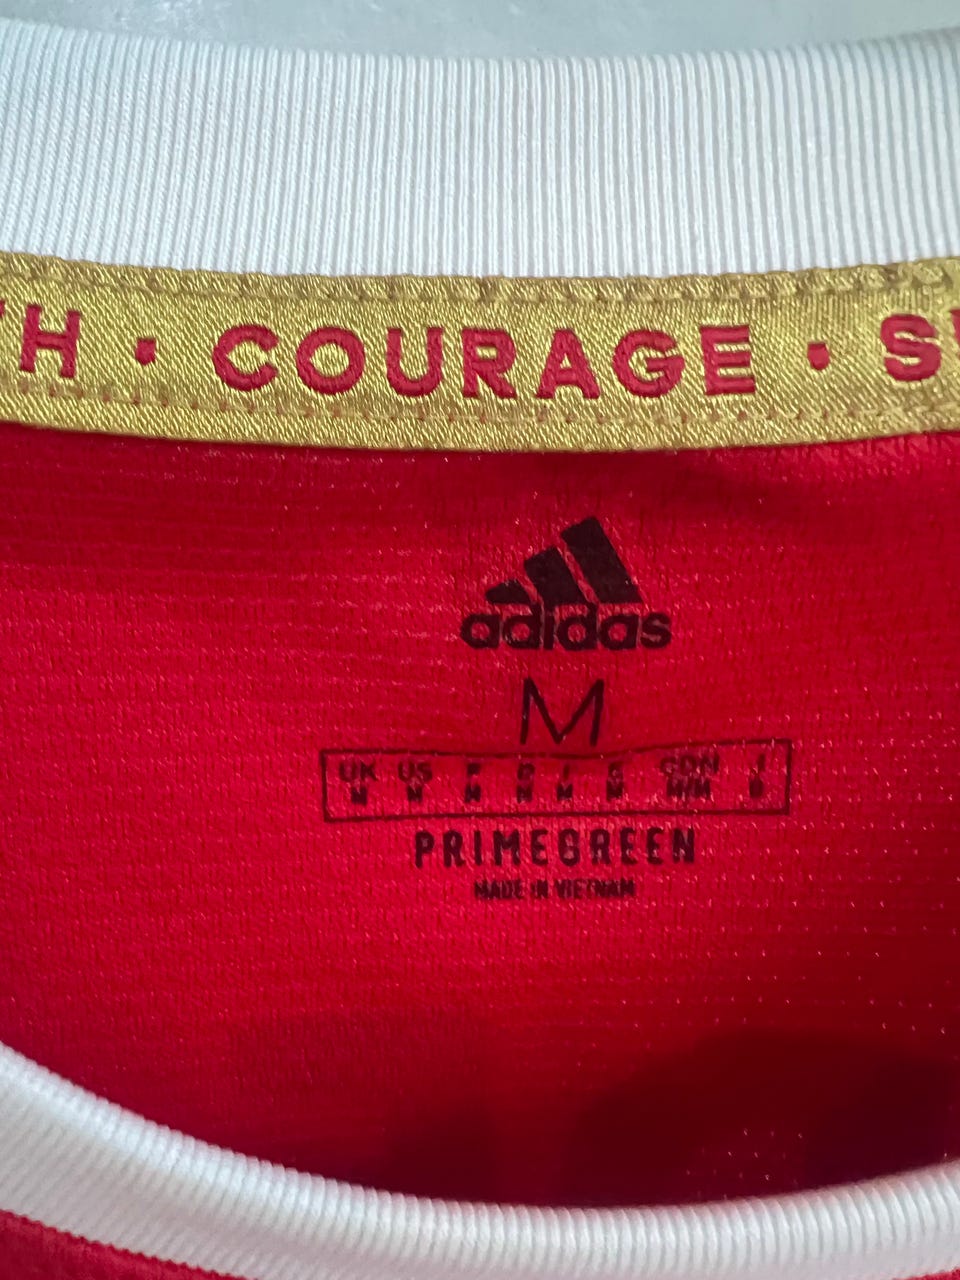 H • COURAGE • S
adidas
M
UK US F D I G CDN J
M M M M M M M/M M
PRIMEGREEN
MADE IN VIETNAM